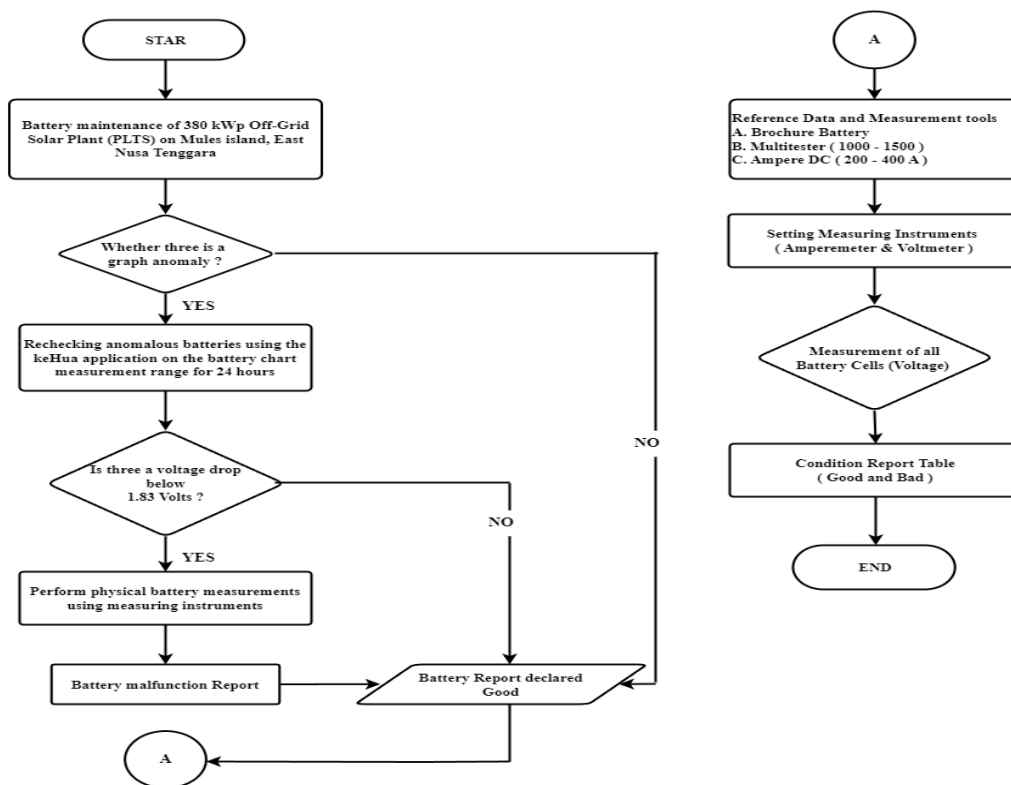 STAR
Battery maintenance of 380 kWp Off-Grid
Solar Plant (PLTS) on Mules island, East
Nusa Tenggara
Whether three is a
graph anomaly ?
YES
Rechecking anomalous batteries using the
keHua application on the battery chart
measurement range for 24 hours
NO
Is three a voltage drop
below
1.83 Volts ?
NO
YES
Perform physical battery measurements
using measuring instruments
Battery malfunction Report
Battery Report declared
Good
A
A
Reference Data and Measurement tools
A. Brochure Battery
B. Multitester ( 1000 - 1500 )
C. Ampere DC ( 200 - 400 A )
Setting Measuring Instruments
( Amperemeter & Voltmeter )
Measurement of all
Battery Cells (Voltage)
Condition Report Table
( Good and Bad )
END